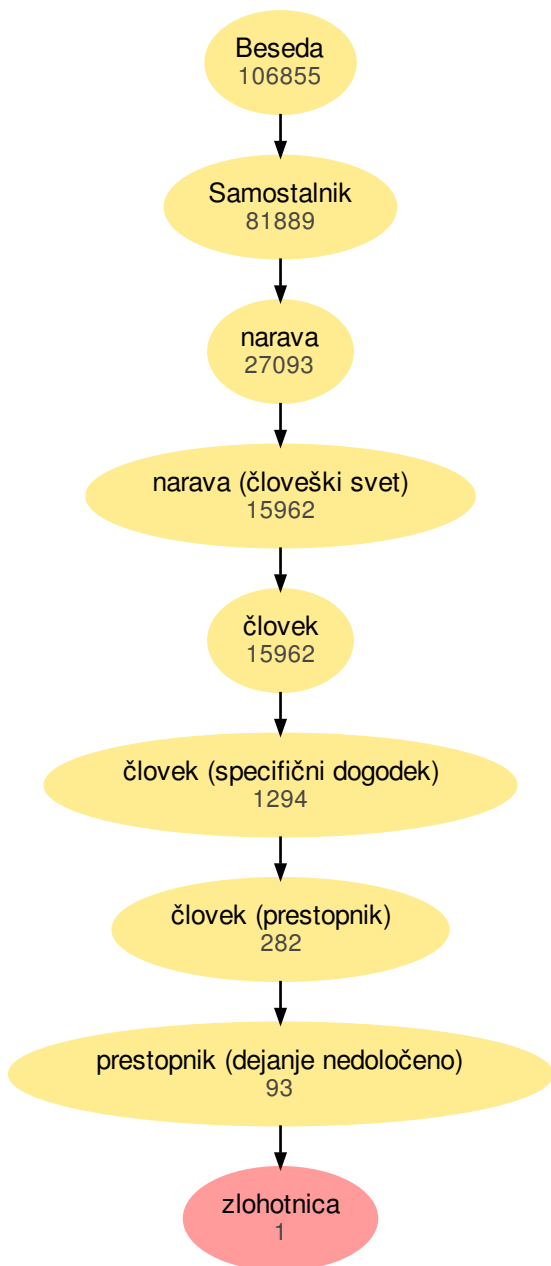 Beseda
106855
Samostalnik
81889
narava
27093
narava (človeški svet)
15962
človek
15962
človek (specifični dogodek)
1294
človek (prestopnik)
282
prestopnik (dejanje nedoločeno)
93
zlohotnica
1